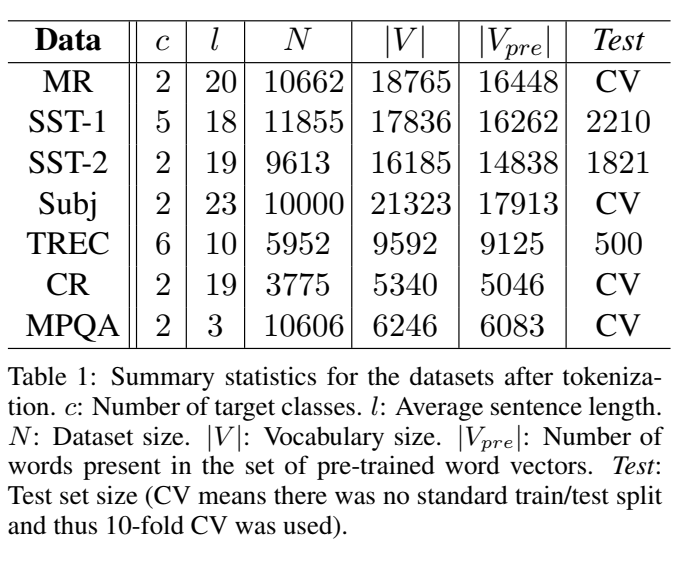 Data c l N |V| |Vpre| Test
MR 2 20 10662 18765 16448 CV
SST-1 5 18 11855 17836 16262 2210
SST-2 2 19 9613 16185 14838 1821
Subj 2 23 10000 21323 17913 CV
TREC 6 10 5952 9592 9125 500
CR 2 19 3775 5340 5046 CV
MPQA 2 3 10606 6246 6083 CV
Table 1: Summary statistics for the datasets after tokeniza-
tion. c: Number of target classes. l: Average sentence length.
N: Dataset size. |V|: Vocabulary size. |Vpre|: Number of
words present in the set of pre-trained word vectors. Test:
Test set size (CV means there was no standard train/test split
and thus 10-fold CV was used).